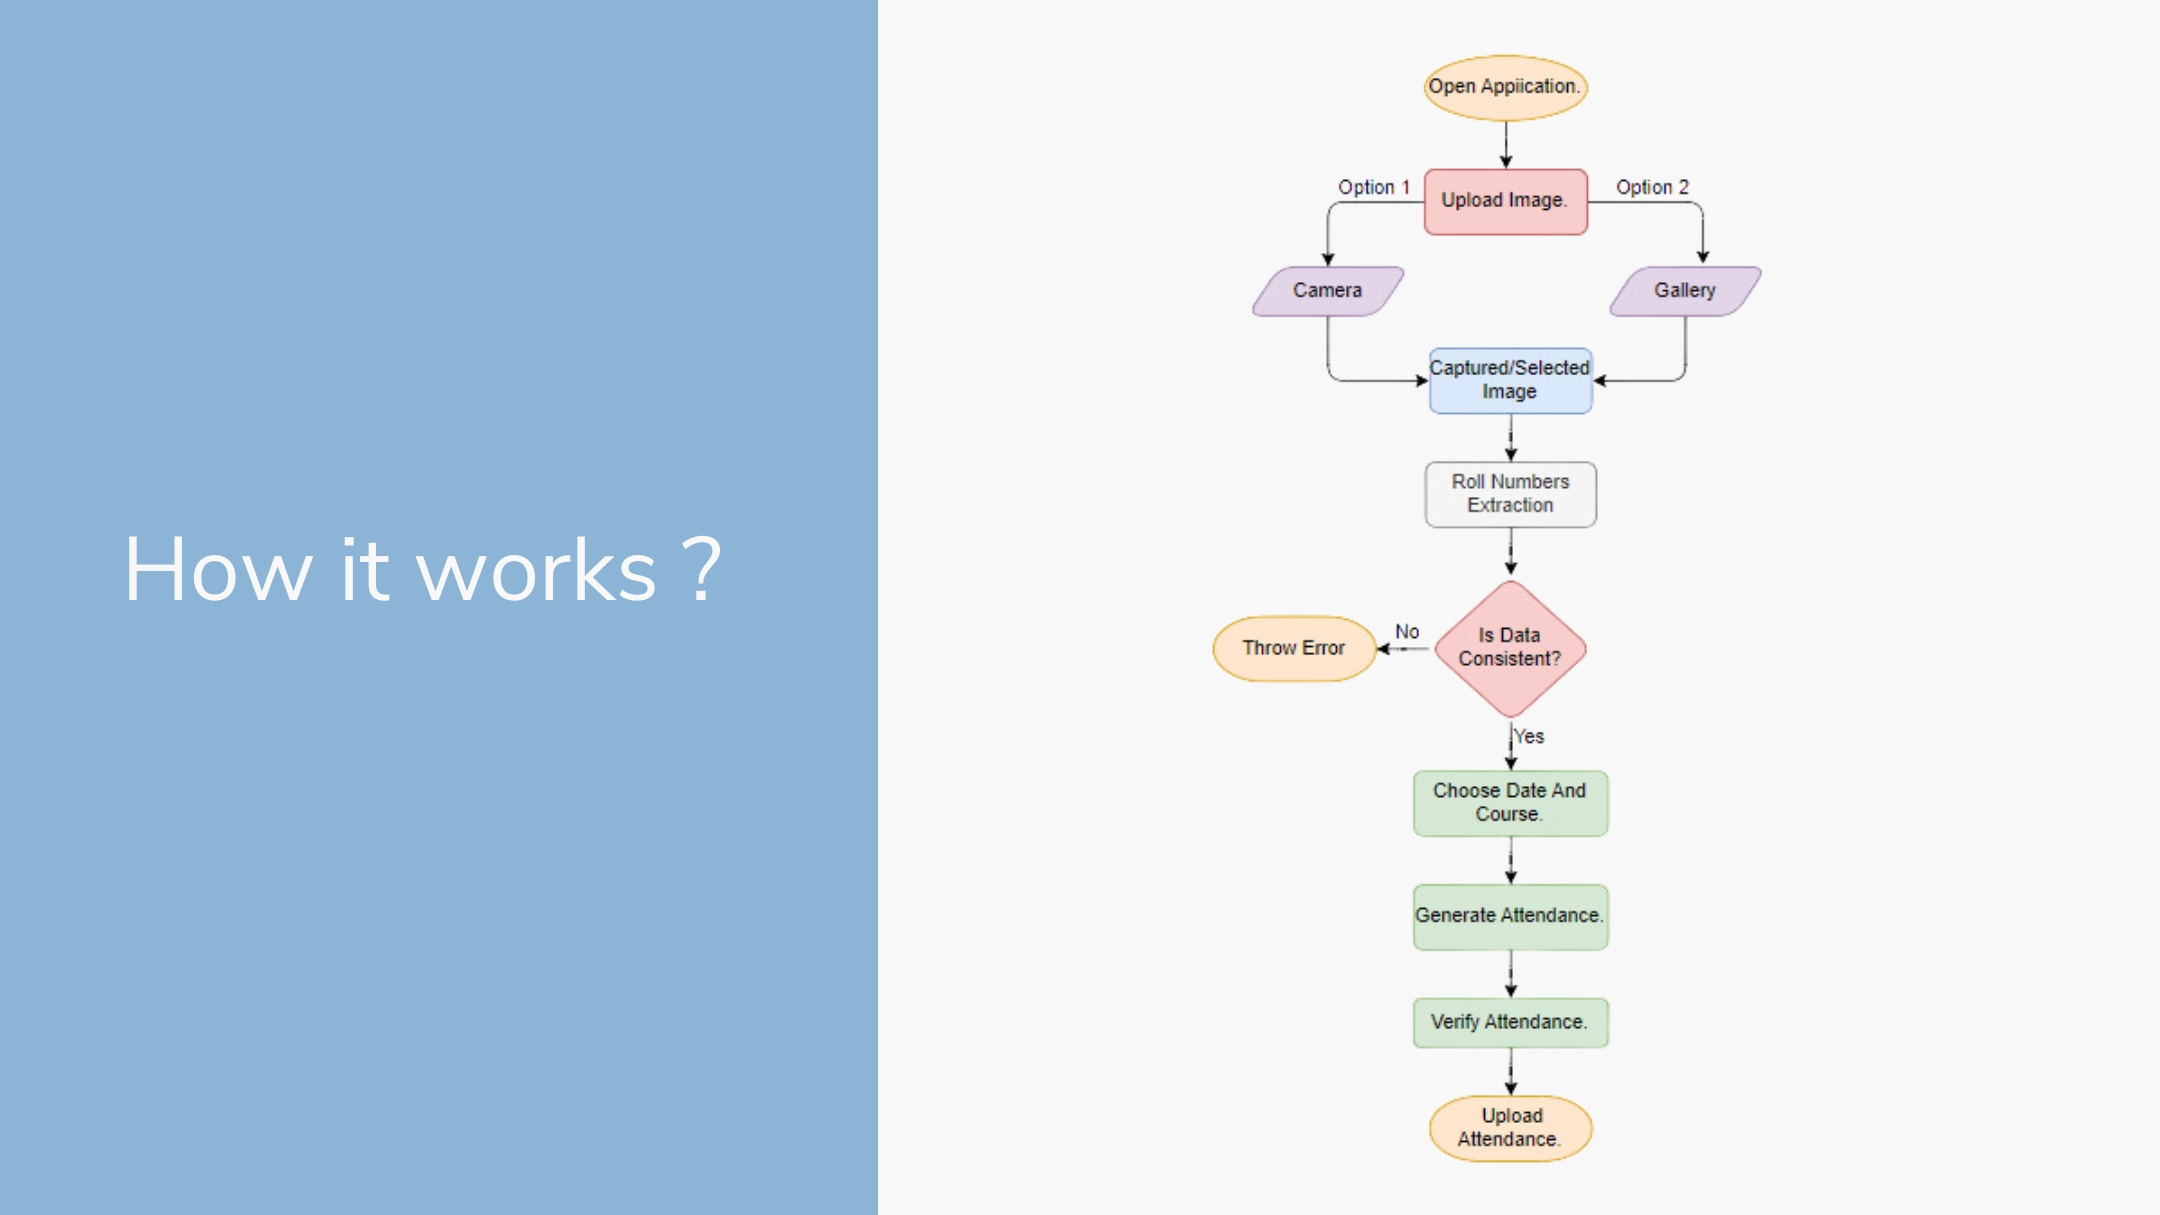 How it works ?
Open Appiication.
Option 1
Upload Image.
Option 2
Camera
Gallery
Captured/Selected
Image
Roll Numbers
Extraction
Is Data
Consistent?
No
Throw Error
Yes
Choose Date And
Course.
Generate Attendance.
Verify Attendance.
Upload
Attendance.